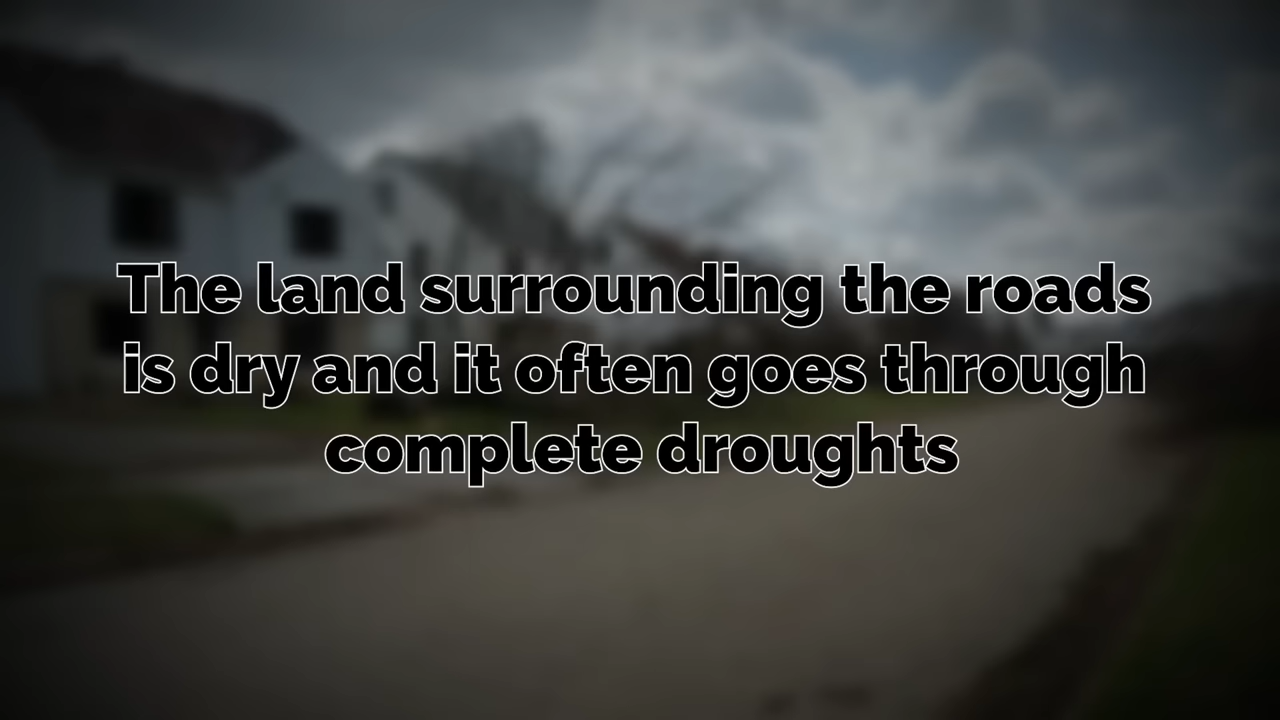 The land surrounding the roads
is dry and it often goes through
complete droughts